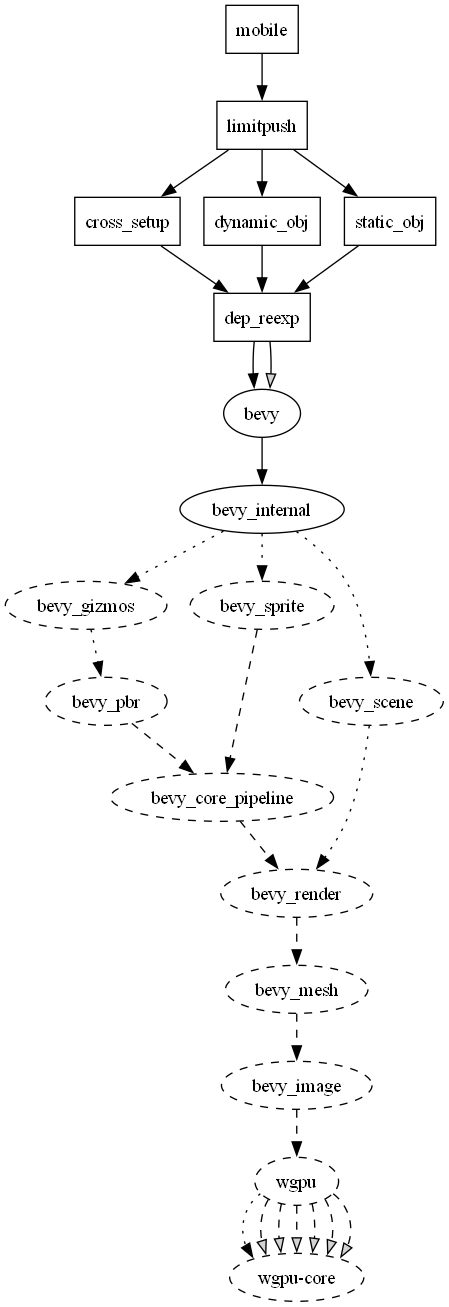 mobile
limitpush
cross_setup
dynamic_obj
static_obj
dep_reexp
bevy
bevy_internal
bevy_gizmos
bevy_sprite
bevy_pbr
bevy_scene
bevy_core_pipeline
bevy_render
bevy_mesh
bevy_image
wgpu
wgpu-core